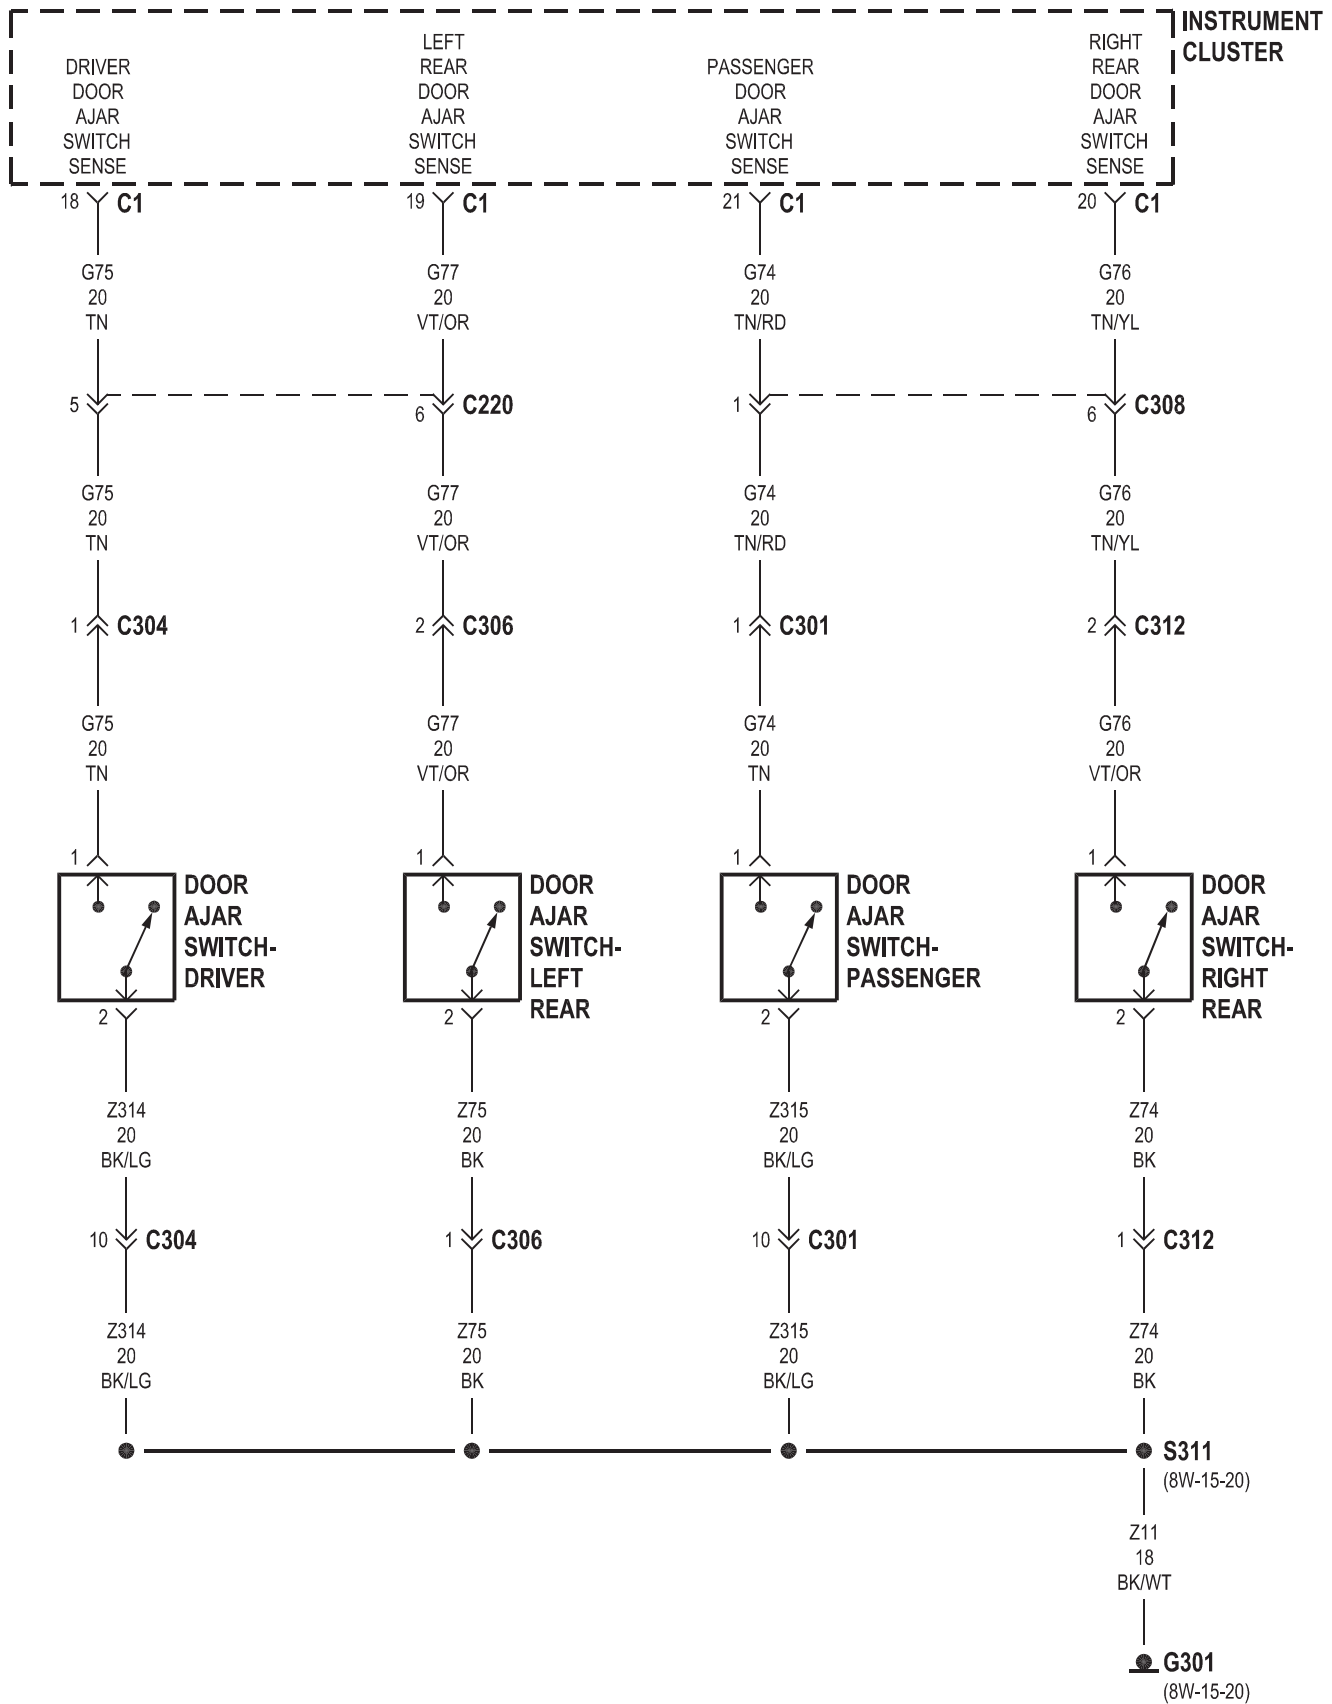 INSTRUMENT
CLUSTER
DRIVER
DOOR
AJAR
SWITCH
SENSE
LEFT
REAR
DOOR
AJAR
SWITCH
SENSE
PASSENGER
DOOR
AJAR
SWITCH
SENSE
RIGHT
REAR
DOOR
AJAR
SWITCH
SENSE
18 C1
19 C1
21 C1
20 C1
G75
20
TN
G77
20
VT/OR
G74
20
TN/RD
G76
20
TN/YL
5
6 C220
1
6 C308
G75
20
TN
G77
20
VT/OR
G74
20
TN/RD
G76
20
TN/YL
1 C304
2 C306
1 C301
2 C312
G75
20
TN
G77
20
VT/OR
G74
20
TN
G76
20
VT/OR
1
1
1
1
DOOR
AJAR
SWITCH-
DRIVER
DOOR
AJAR
SWITCH-
LEFT
REAR
DOOR
AJAR
SWITCH-
PASSENGER
DOOR
AJAR
SWITCH-
RIGHT
REAR
2
2
2
2
Z314
20
BK/LG
Z75
20
BK
Z315
20
BK/LG
Z74
20
BK
10 C304
1 C306
10 C301
1 C312
Z314
20
BK/LG
Z75
20
BK
Z315
20
BK/LG
Z74
20
BK
S311
(8W-15-20)
Z11
18
BK/WT
G301
(8W-15-20)